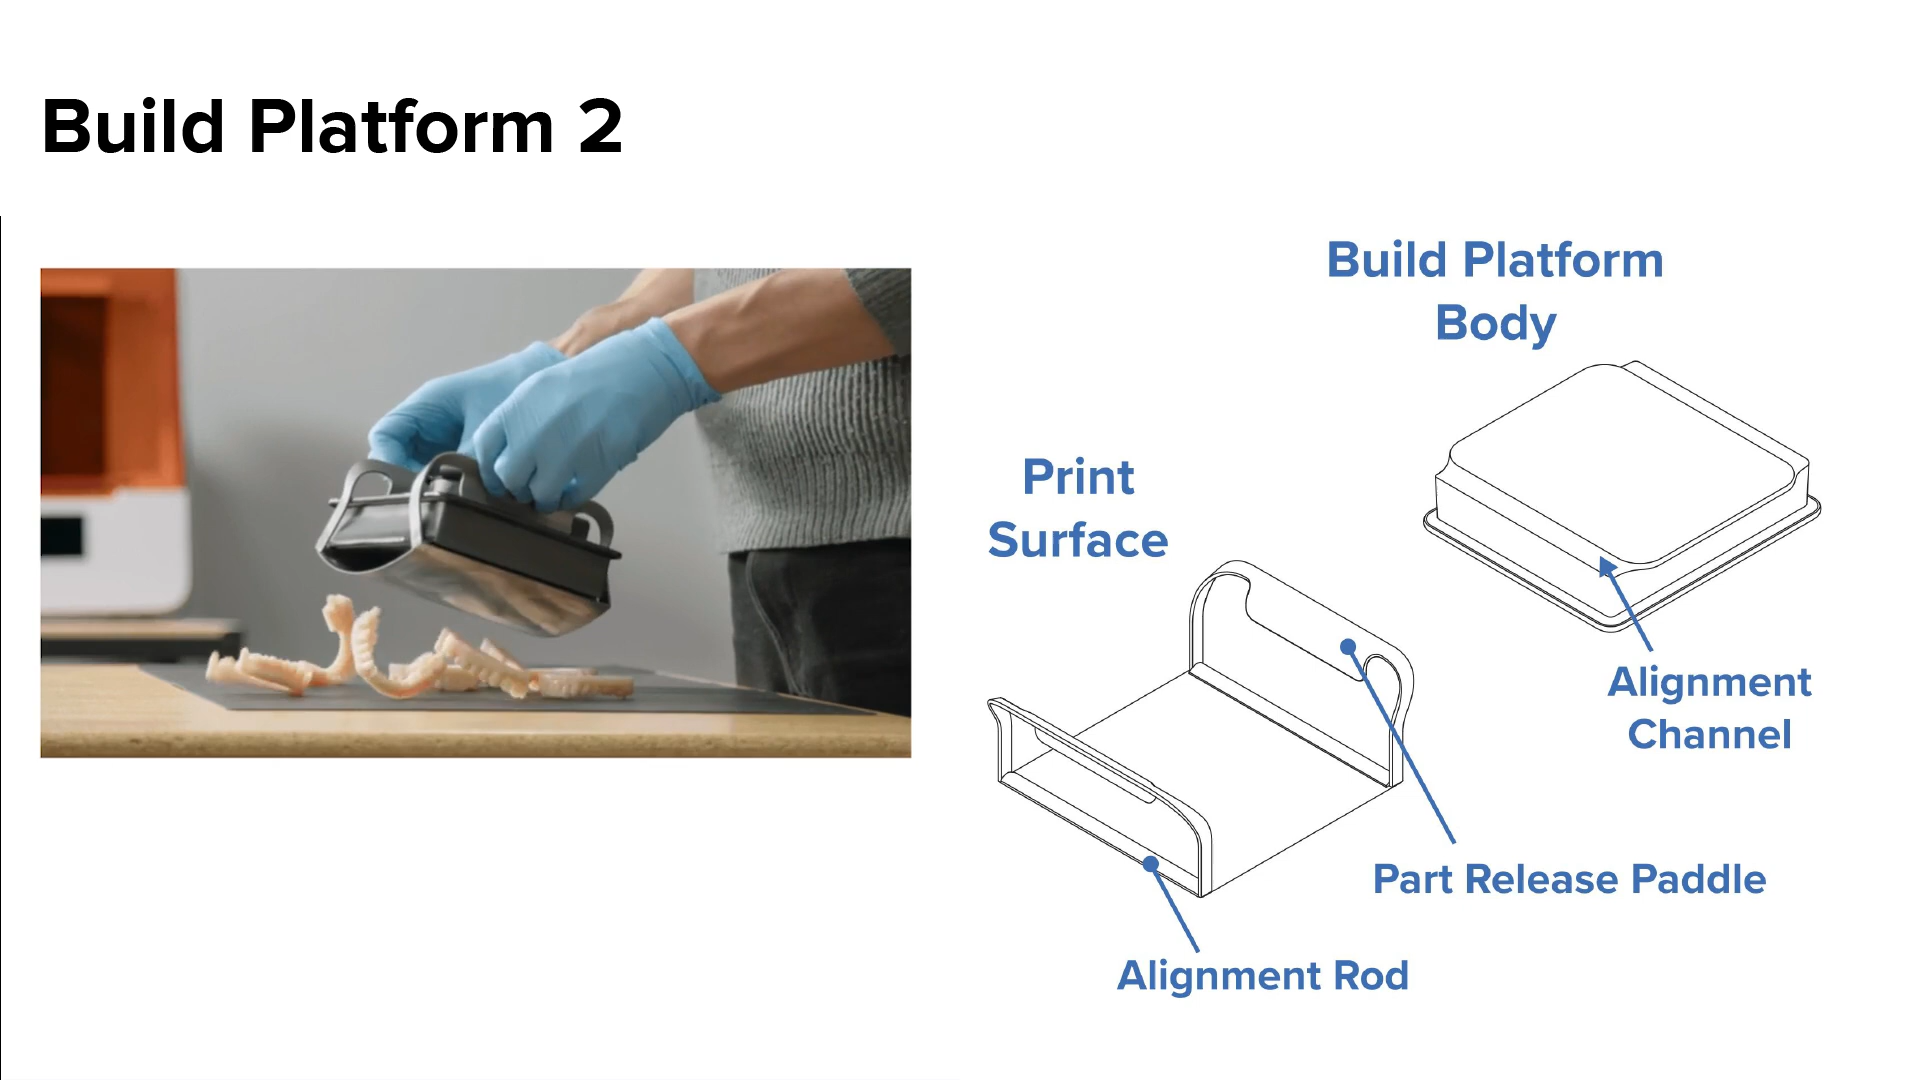 Build Platform 2
Build Platform
Body
Print
Surface
Alignment
Channel
Part Release Paddle
Alignment Rod